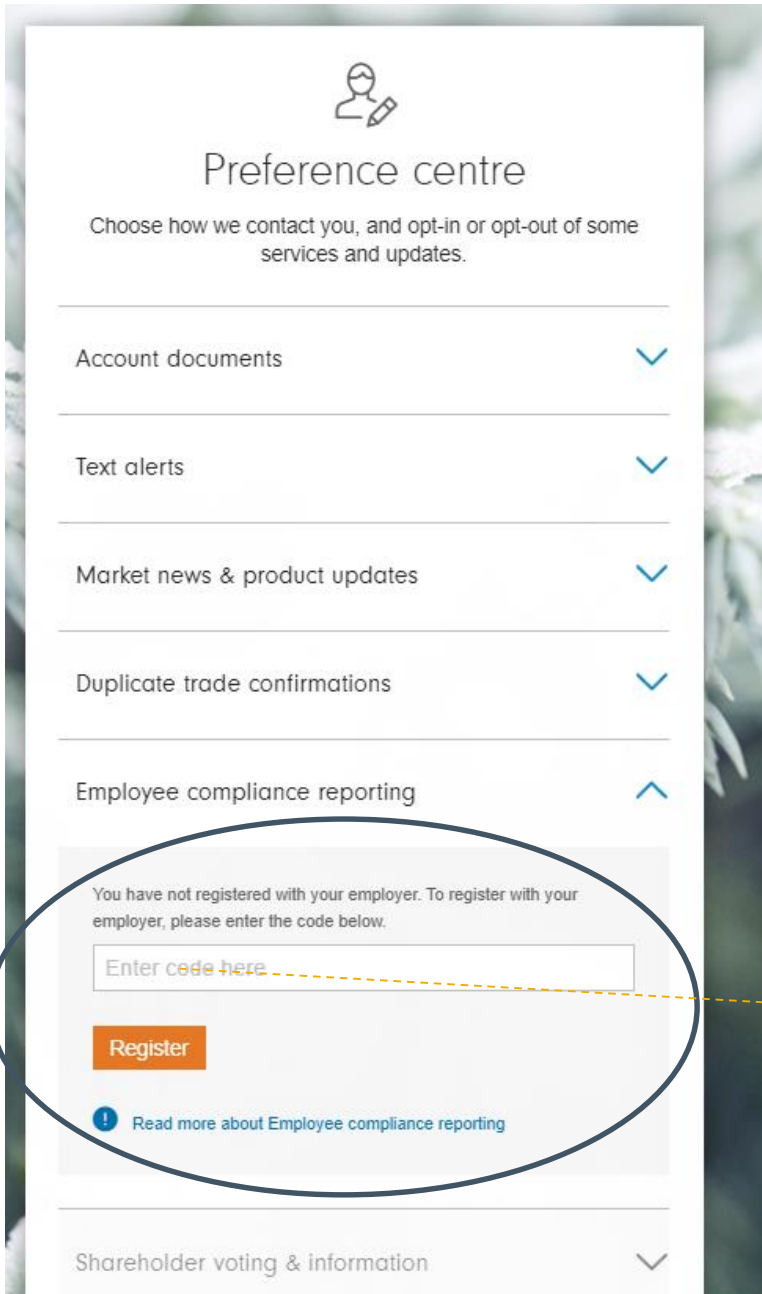 Preference centre
Choose how we contact you, and opt-in or opt-out of some
services and updates.
Account documents
Text alerts
Market news & product updates
Duplicate trade confirmations
Employee compliance reporting
You have not registered with your employer. To register with your
employer, please enter the code below.
Enter code here
Register
Read more about Employee compliance reporting
Shareholder voting & information